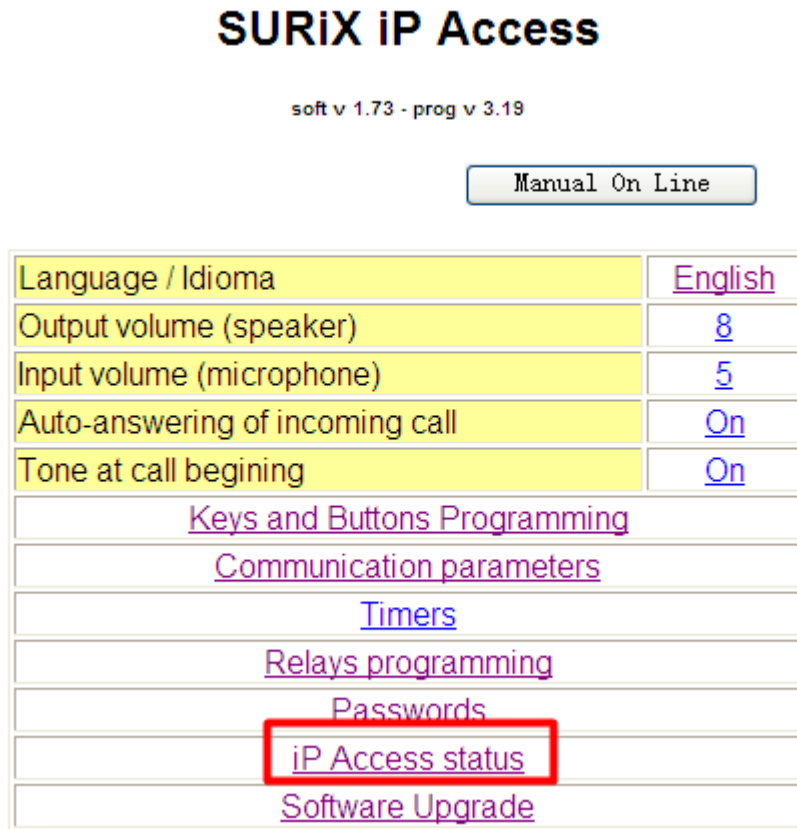 SURiX iP Access
soft v 1.73 - prog v 3.19
Manual On Line
Language / Idioma English
Output volume (speaker) 8
Input volume (microphone) 5
Auto-answering of incoming call On
Tone at call begining On
Keys and Buttons Programming
Communication parameters
Timers
Relays programming
Passwords
iP Access status
Software Upgrade